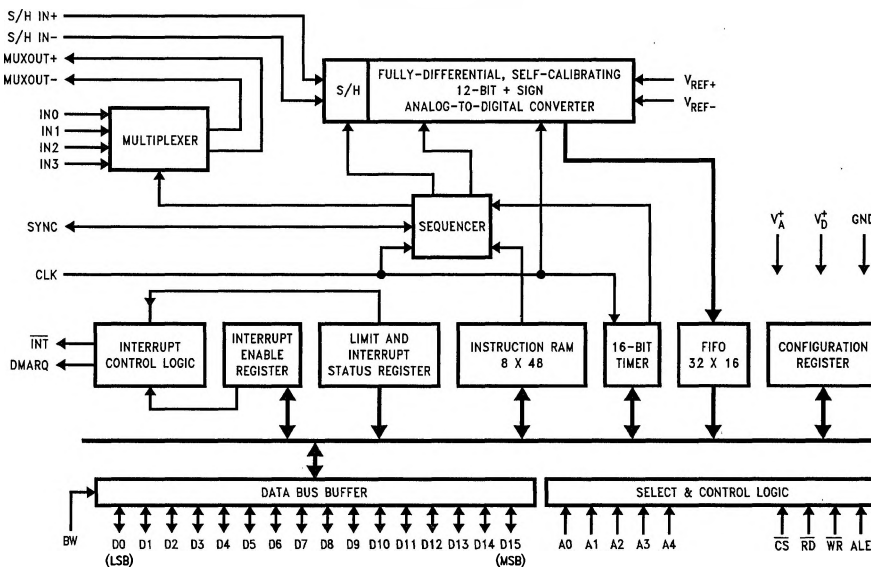 S/H IN+
S/H IN-
MUXOUT+
MUXOUT-
IN0
IN1
IN2
IN3
MULTIPLEXER
S/H
FULLY-DIFFERENTIAL, SELF-CALIBRATING
12-BIT + SIGN
ANALOG-TO-DIGITAL CONVERTER
VREF+
VREF-
SEQUENCER
SYNC
CLK
VA+
VD+
GND
INT
DMARQ
INTERRUPT
CONTROL LOGIC
INTERRUPT
ENABLE
REGISTER
LIMIT AND
INTERRUPT
STATUS REGISTER
INSTRUCTION RAM
8 X 48
16-BIT
TIMER
FIFO
32 X 16
CONFIGURATION
REGISTER
DATA BUS BUFFER
SELECT & CONTROL LOGIC
BW
D0 D1 D2 D3 D4 D5 D6 D7 D8 D9 D10 D11 D12 D13 D14 D15
(LSB) (MSB)
A0 A1 A2 A3 A4
CS RD WR ALE